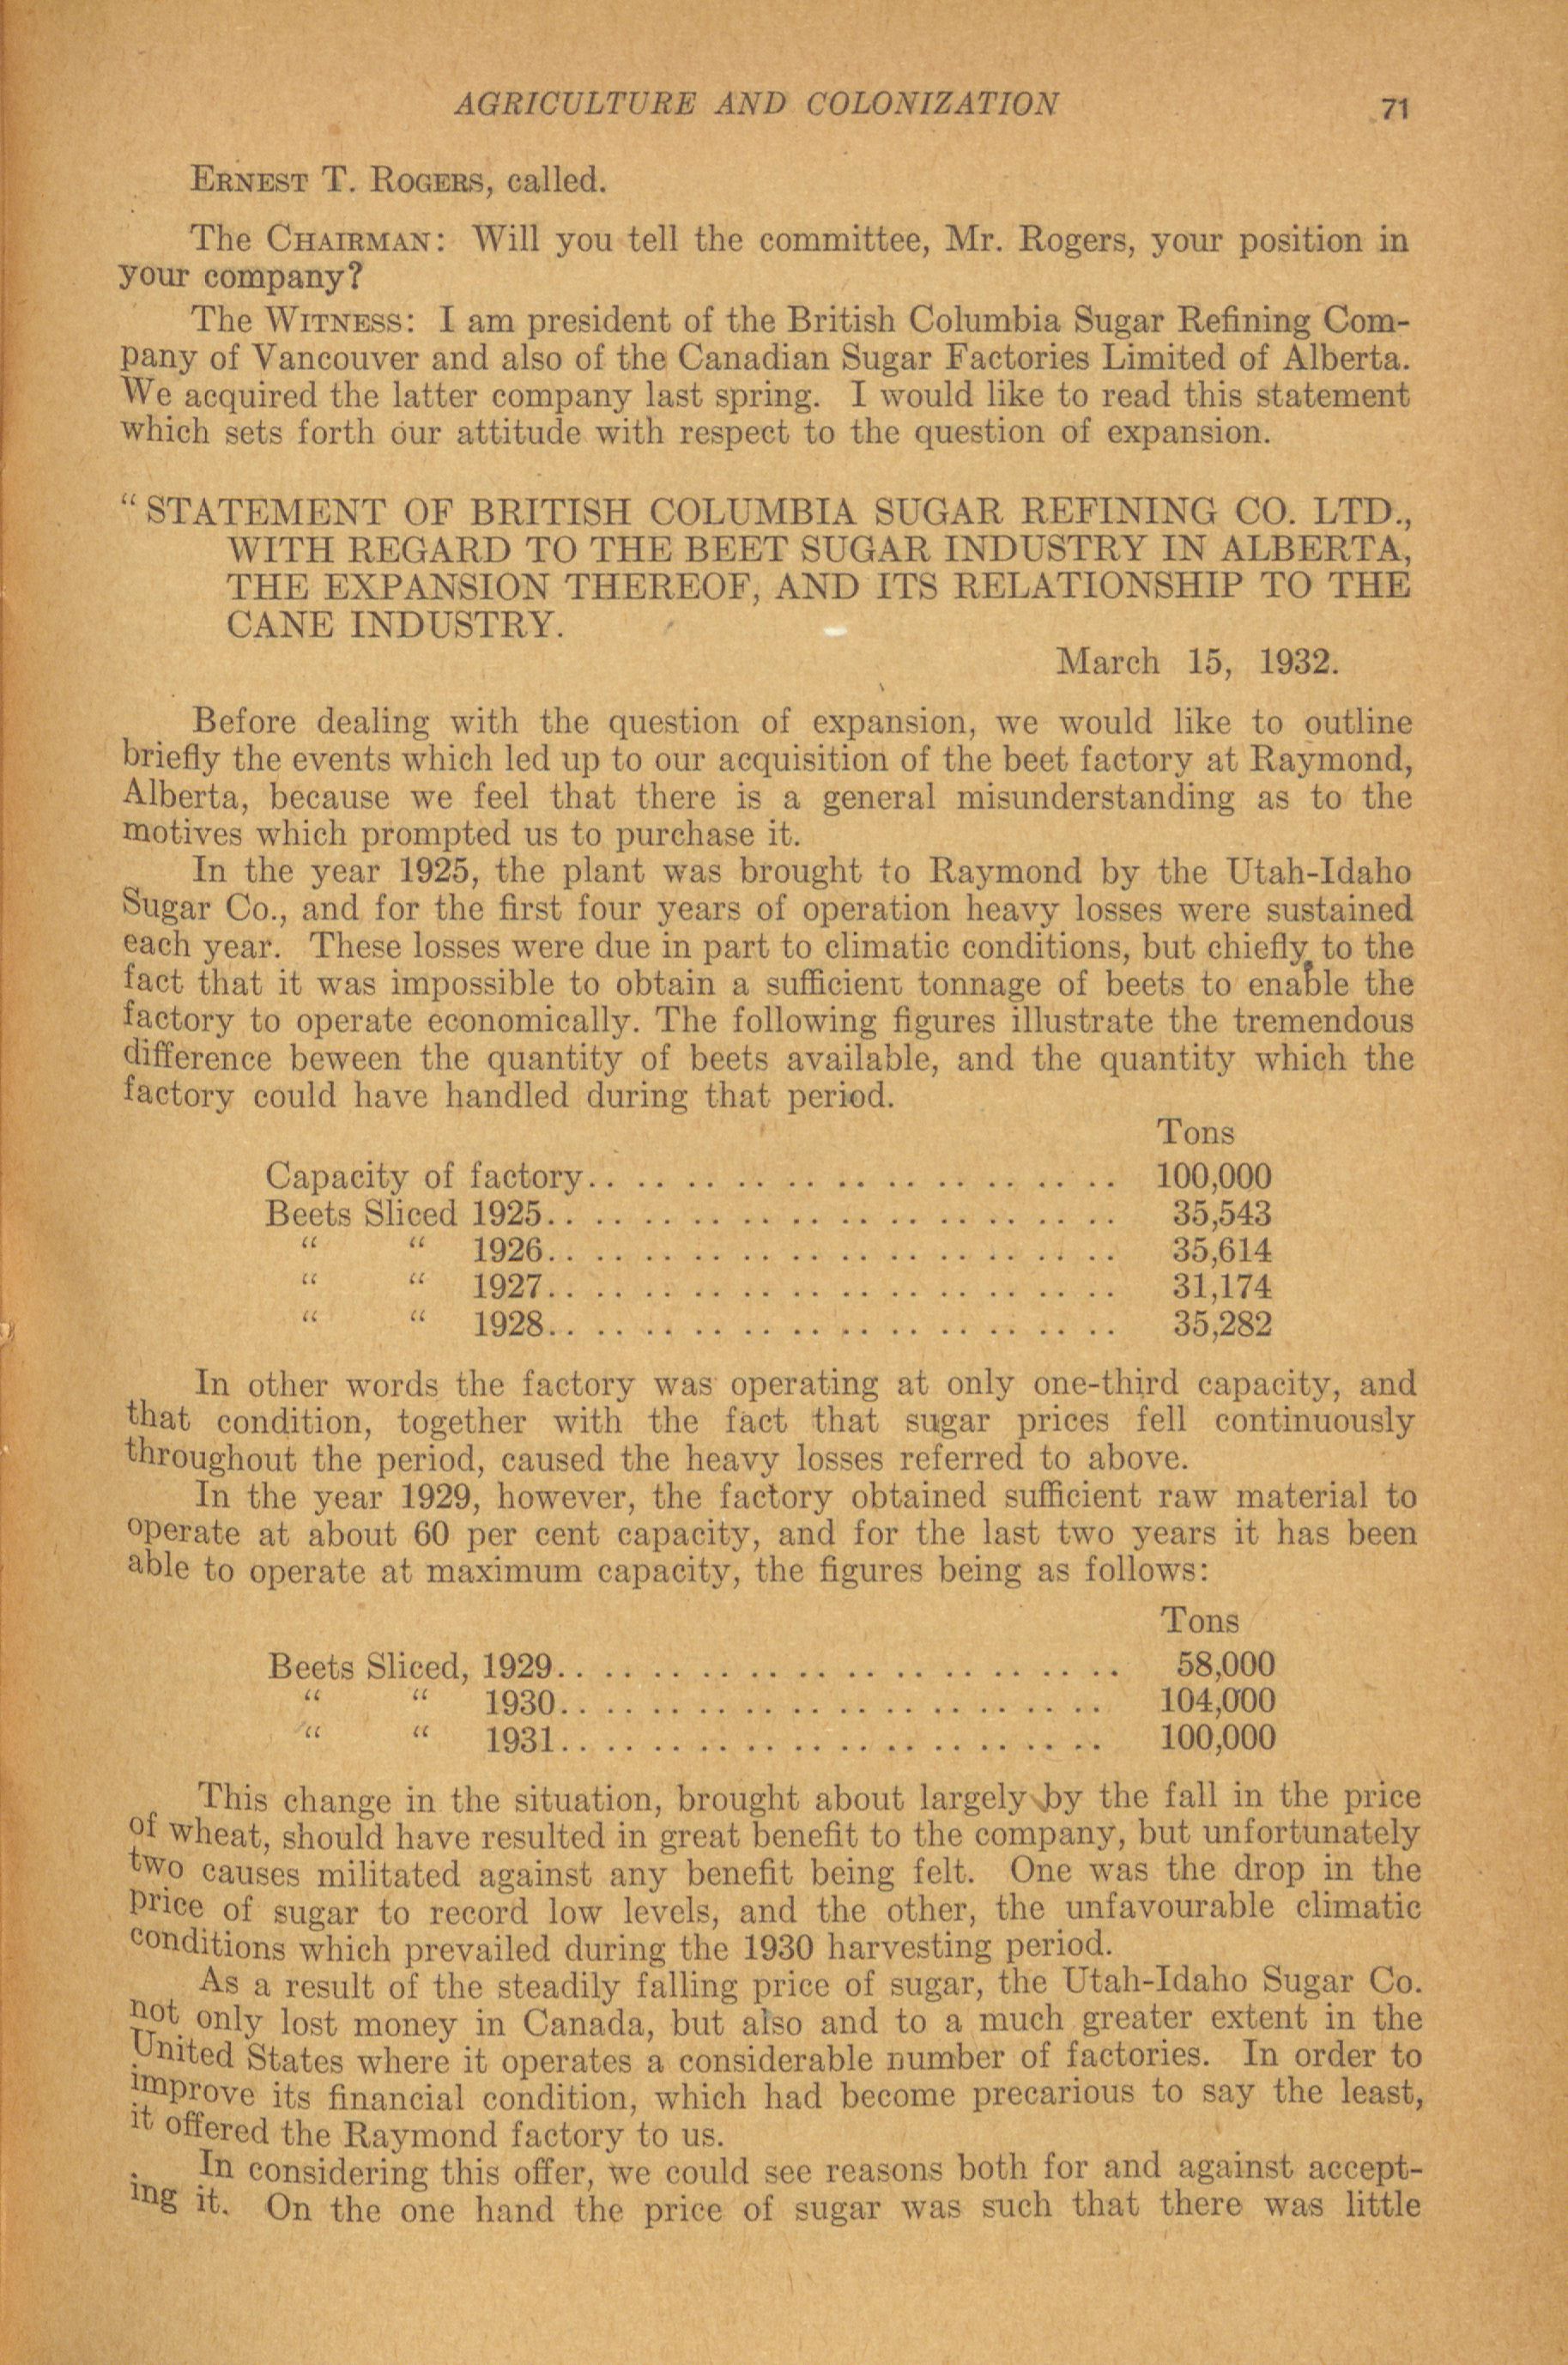 AGRICULTURE AND COLONIZATION 71
ERNEST T. ROGERS, called.
The CHAIRMAN: Will you tell the committee, Mr. Rogers, your position in
your company?
The WITNESS: I am president of the British Columbia Sugar Refining Com-
pany of Vancouver and also of the Canadian Sugar Factories Limited of Alberta.
We acquired the latter company last spring. I would like to read this statement
which sets forth our attitude with respect to the question of expansion.
“STATEMENT OF BRITISH COLUMBIA SUGAR REFINING CO. LTD.,
WITH REGARD TO THE BEET SUGAR INDUSTRY IN ALBERTA,
THE EXPANSION THEREOF, AND ITS RELATIONSHIP TO THE
CANE INDUSTRY.
March 15, 1932.
Before dealing with the question of expansion, we would like to outline
briefly the events which led up to our acquisition of the beet factory at Raymond,
Alberta, because we feel that there is a general misunderstanding as to the
motives which prompted us to purchase it.
In the year 1925, the plant was brought to Raymond by the Utah-Idaho
Sugar Co., and for the first four years of operation heavy losses were sustained
each year. These losses were due in part to climatic conditions, but chiefly to the
fact that it was impossible to obtain a sufficient tonnage of beets to enable the
factory to operate economically. The following figures illustrate the tremendous
difference beween the quantity of beets available, and the quantity which the
factory could have handled during that period.
Tons
Capacity of factory.. .. .. .. .. .. .. .. .. .. .. 100,000
Beets Sliced 1925.. .. .. .. .. .. .. .. .. .. .. .. 35,543
“ “ 1926.. .. .. .. .. .. .. .. .. .. .. .. 35,614
“ “ 1927.. .. .. .. .. .. .. .. .. .. .. .. 31,174
“ “ 1928.. .. .. .. .. .. .. .. .. .. .. .. 35,282
In other words the factory was operating at only one-third capacity, and
that condition, together with the fact that sugar prices fell continuously
throughout the period, caused the heavy losses referred to above.
In the year 1929, however, the factory obtained sufficient raw material to
operate at about 60 per cent capacity, and for the last two years it has been
able to operate at maximum capacity, the figures being as follows:
Tons
Beets Sliced, 1929.. .. .. .. .. .. .. .. .. .. .. .. 58,000
“ “ 1930.. .. .. .. .. .. .. .. .. .. .. .. 104,000
“ “ 1931.. .. .. .. .. .. .. .. .. .. .. .. 100,000
This change in the situation, brought about largely by the fall in the price
of wheat, should have resulted in great benefit to the company, but unfortunately
two causes militated against any benefit being felt. One was the drop in the
price of sugar to record low levels, and the other, the unfavourable climatic
conditions which prevailed during the 1930 harvesting period.
As a result of the steadily falling price of sugar, the Utah-Idaho Sugar Co.
not only lost money in Canada, but also and to a much greater extent in the
United States where it operates a considerable number of factories. In order to
improve its financial condition, which had become precarious to say the least,
it offered the Raymond factory to us.
In considering this offer, we could see reasons both for and against accept-
ing it. On the one hand the price of sugar was such that there was little